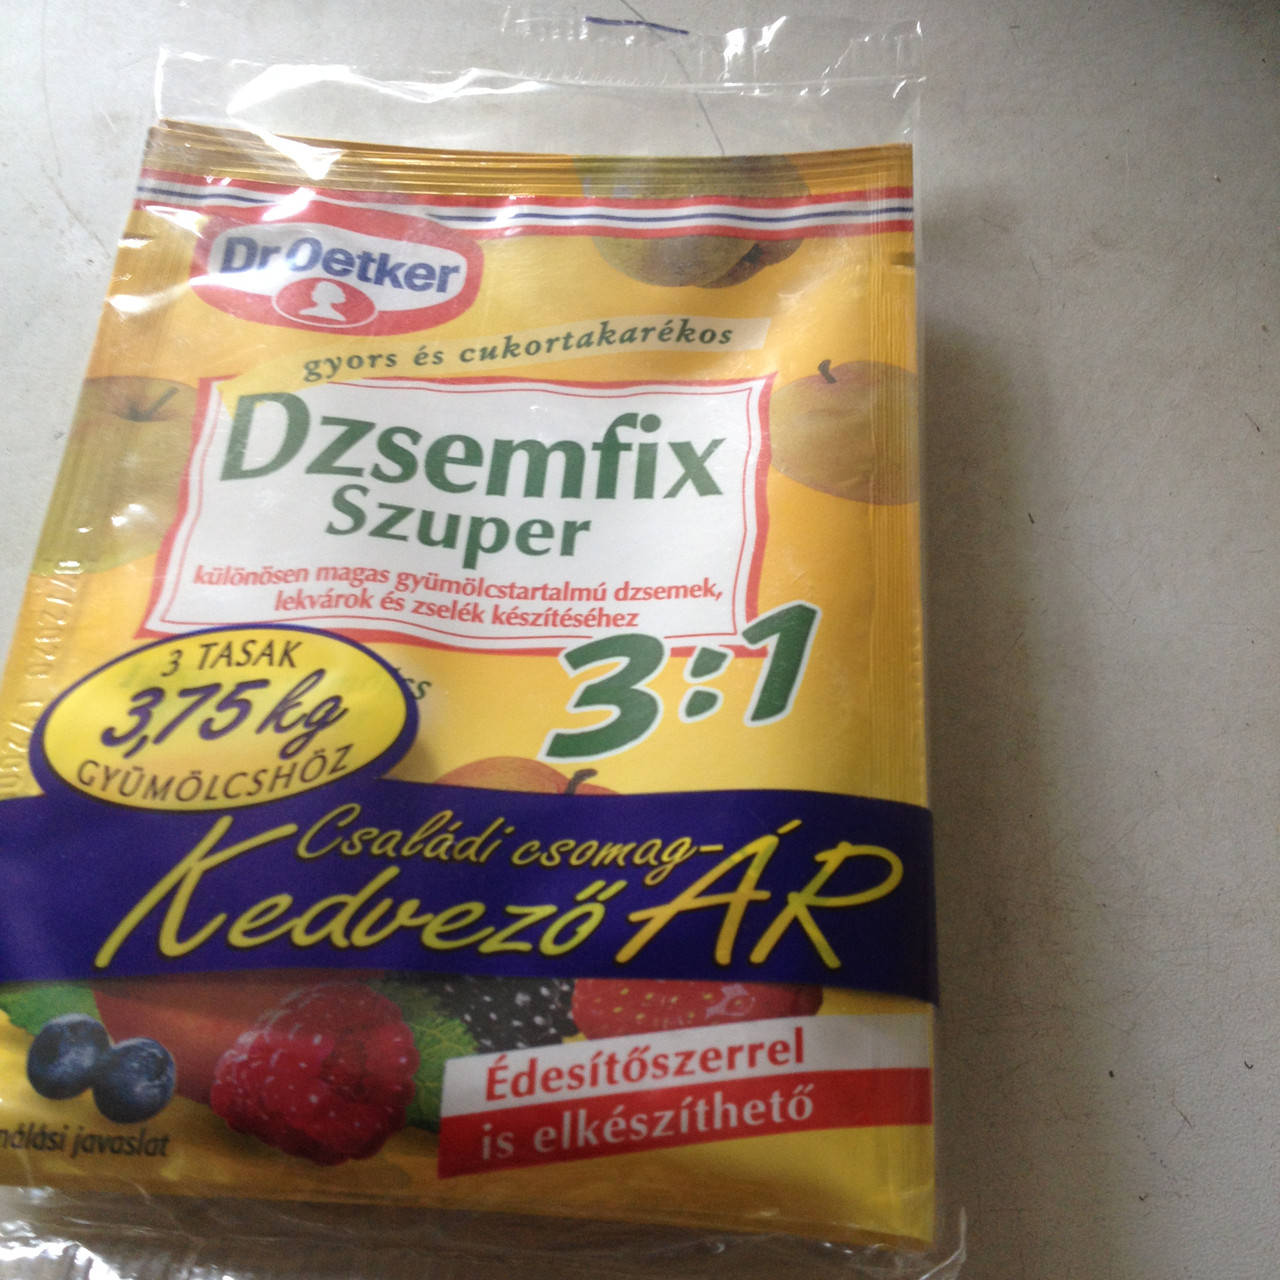 Dr.Oetker
gyors és cukortakarékos
Dzsemfix
Szuper
különösen magas gyümölcstartalmú dzsemek,
lekvárok és zselék készítéséhez
3:1
3 TASAK
3,75 kg
GYÜMÖLCSHÖZ
Családi csomag-
Kedvező ÁR
Édesítőszerrel
is elkészíthető
javaslat